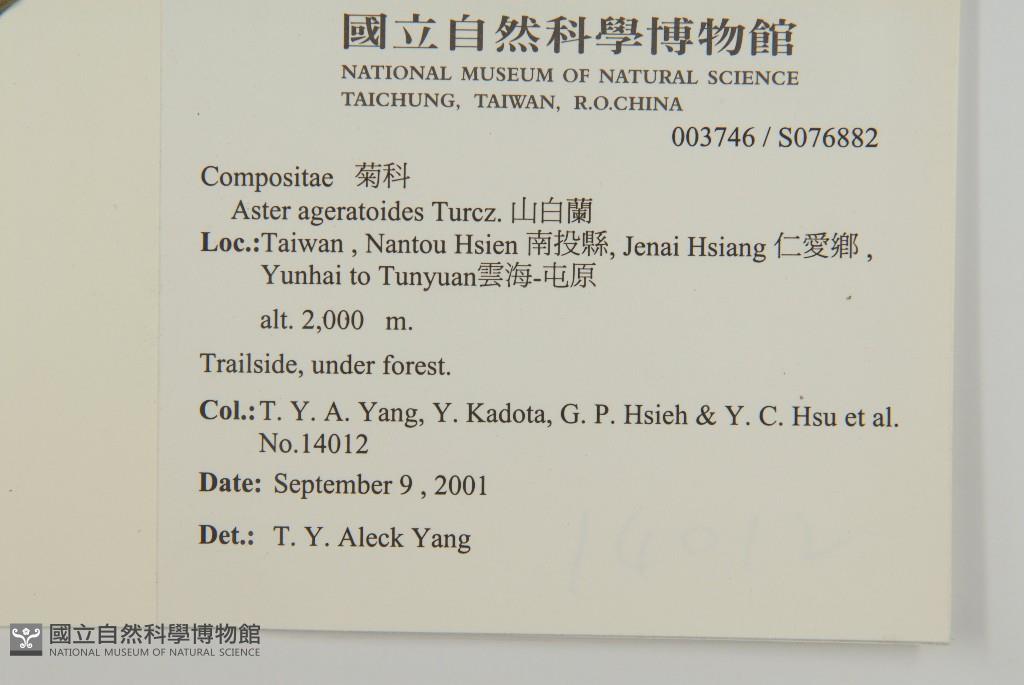 國立自然科學博物館
NATIONAL MUSEUM OF NATURAL SCIENCE
TAICHUNG, TAIWAN, R.O.CHINA
003746 / S076882
Compositae 菊科
Aster ageratoides Turcz. 山白蘭
Loc.:Taiwan , Nantou Hsien 南投縣, Jenai Hsiang 仁愛鄉 ,
Yunhai to Tunyuan雲海-屯原
alt. 2,000 m.
Trailside, under forest.
Col.: T. Y. A. Yang, Y. Kadota, G. P. Hsieh & Y. C. Hsu et al.
No.14012
Date: September 9 , 2001
Det.: T. Y. Aleck Yang
14012
國立自然科學博物館
NATIONAL MUSEUM OF NATURAL SCIENCE